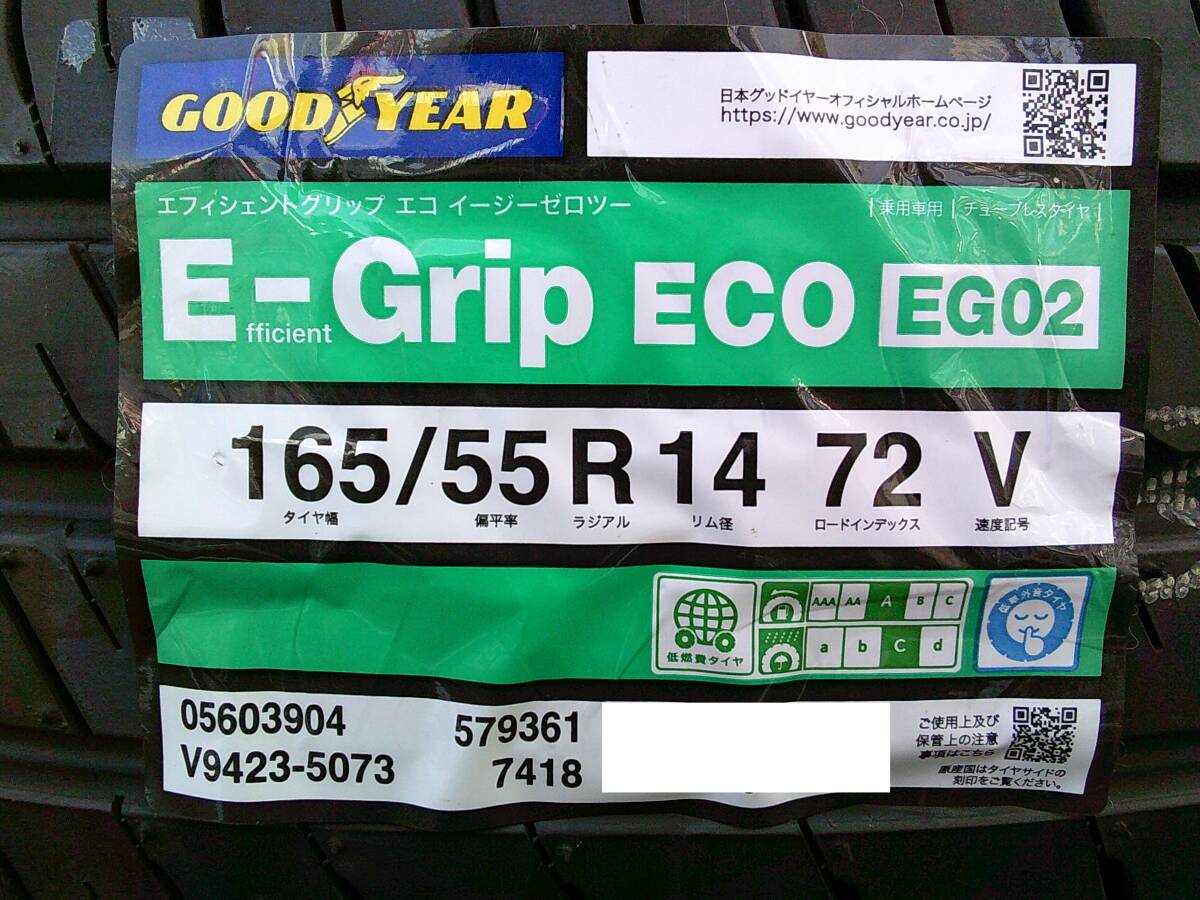 GOODYEAR
日本グッドイヤーオフィシャルホームページ
https://www.goodyear.co.jp/
エフィシェントグリップ エコ イージーゼロツー
| 乗用車用 | チューブレスタイヤ |
E-Grip ECO EG02
fficient
165/55 R 14 72 V
タイヤ幅 偏平率 ラジアル リム径 ロードインデックス 速度記号
低燃費タイヤ
AAA AA A B C
a b c d
低車外音タイヤ
05603904 579361
V9423-5073 7418
ご使用上及び
保管上の注意
事項はこちら
原産国はタイヤサイドの
刻印をご覧ください。